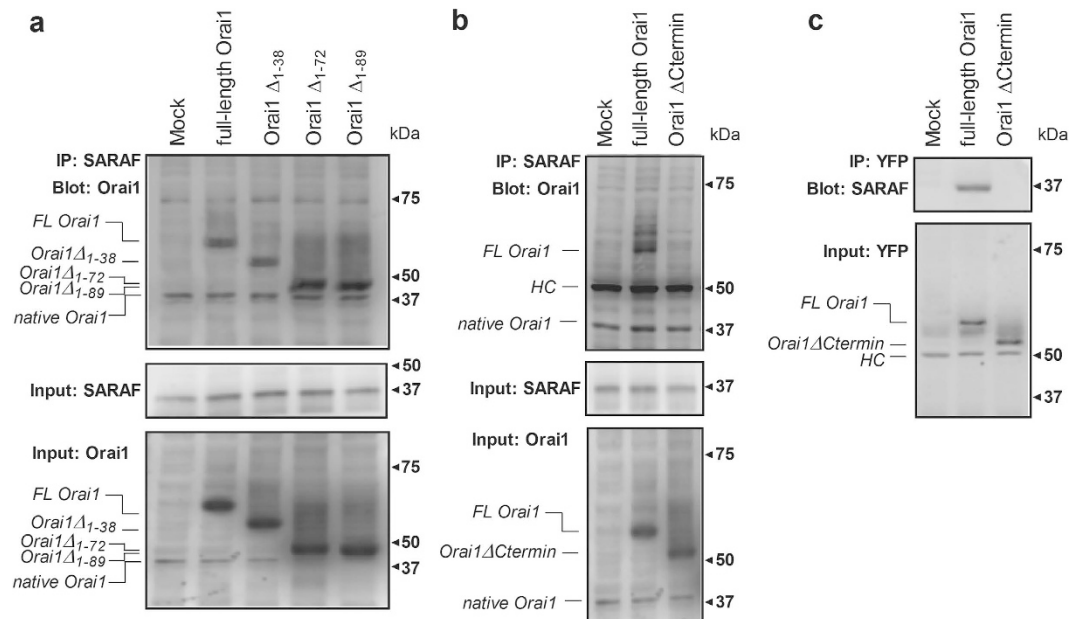 a
Mock
full-length Orai1
Orai1 Δ1-38
Orai1 Δ1-72
Orai1 Δ1-89
kDa
IP: SARAF
Blot: Orai1
75
FL Orai1
Orai1Δ1-38
Orai1Δ1-72
Orai1Δ1-89
native Orai1
50
37
Input: SARAF
50
37
Input: Orai1
75
FL Orai1
Orai1Δ1-38
Orai1Δ1-72
Orai1Δ1-89
native Orai1
50
37
b
Mock
full-length Orai1
Orai1 ΔCtermin
kDa
IP: SARAF
Blot: Orai1
75
FL Orai1
HC
50
native Orai1
37
Input: SARAF
37
Input: Orai1
75
FL Orai1
Orai1ΔCtermin
50
native Orai1
37
c
Mock
full-length Orai1
Orai1 ΔCtermin
kDa
IP: YFP
Blot: SARAF
37
Input: YFP
75
FL Orai1
Orai1ΔCtermin
HC
50
37